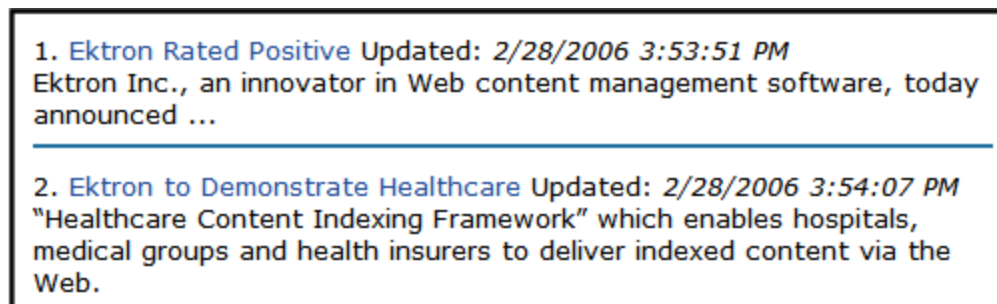 1. Ektron Rated Positive Updated: 2/28/2006 3:53:51 PM
Ektron Inc., an innovator in Web content management software, today
announced ...
2. Ektron to Demonstrate Healthcare Updated: 2/28/2006 3:54:07 PM
“Healthcare Content Indexing Framework” which enables hospitals,
medical groups and health insurers to deliver indexed content via the
Web.